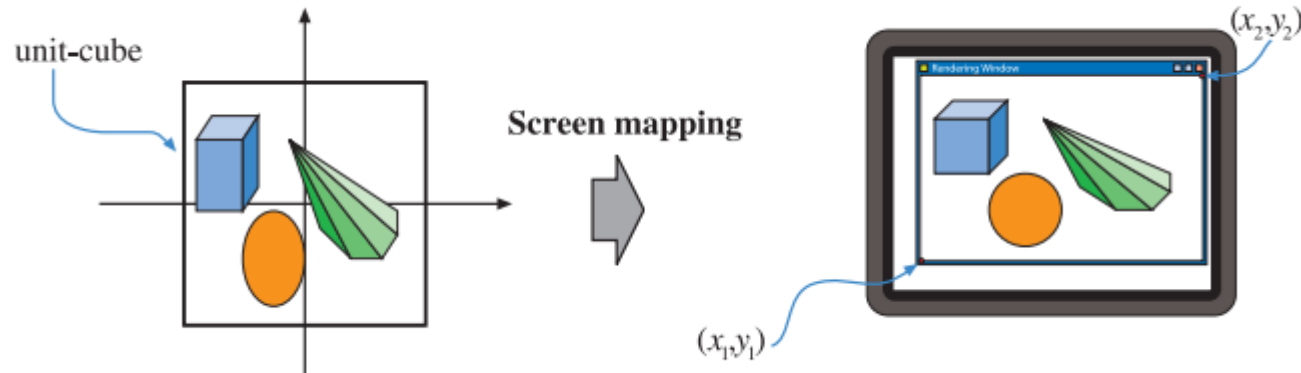 unit-cube
Screen mapping
(x₂,y₂)
Rendering Window
(x₁,y₁)